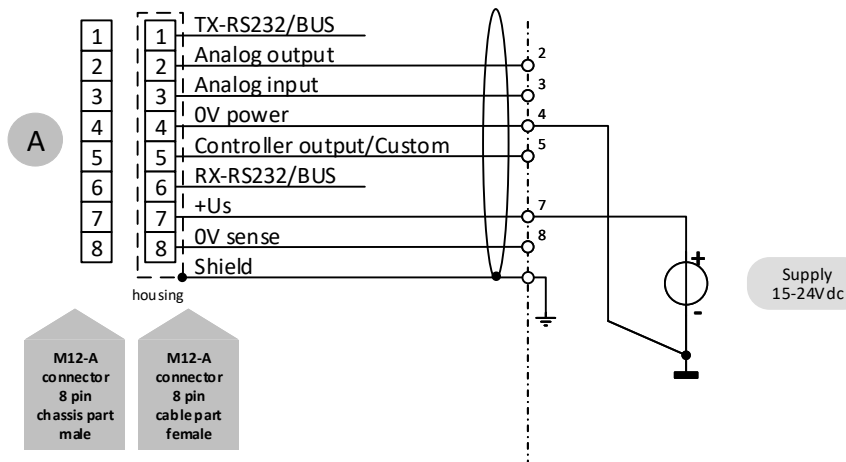 A
1
2
3
4
5
6
7
8
1 TX-RS232/BUS
2 Analog output 2
3 Analog input 3
4 0V power 4
5 Controller output/Custom 5
6 RX-RS232/BUS
7 +Us 7
8 0V sense 8
Shield
housing
+
-
Supply
15-24Vdc
M12-A
connector
8 pin
chassis part
male
M12-A
connector
8 pin
cable part
female